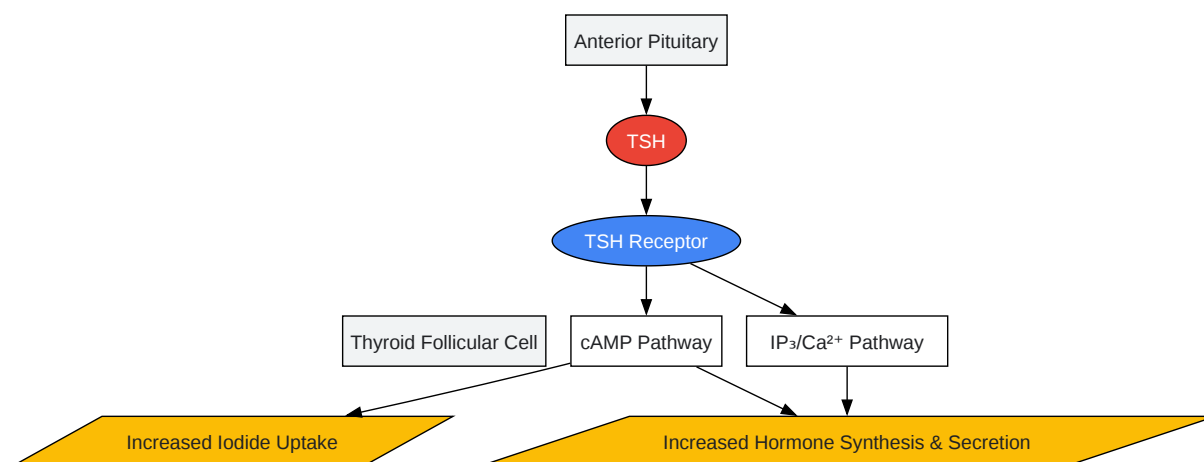 Anterior Pituitary
TSH
TSH Receptor
Thyroid Follicular Cell
cAMP Pathway
IP₃/Ca²⁺ Pathway
Increased Iodide Uptake
Increased Hormone Synthesis & Secretion